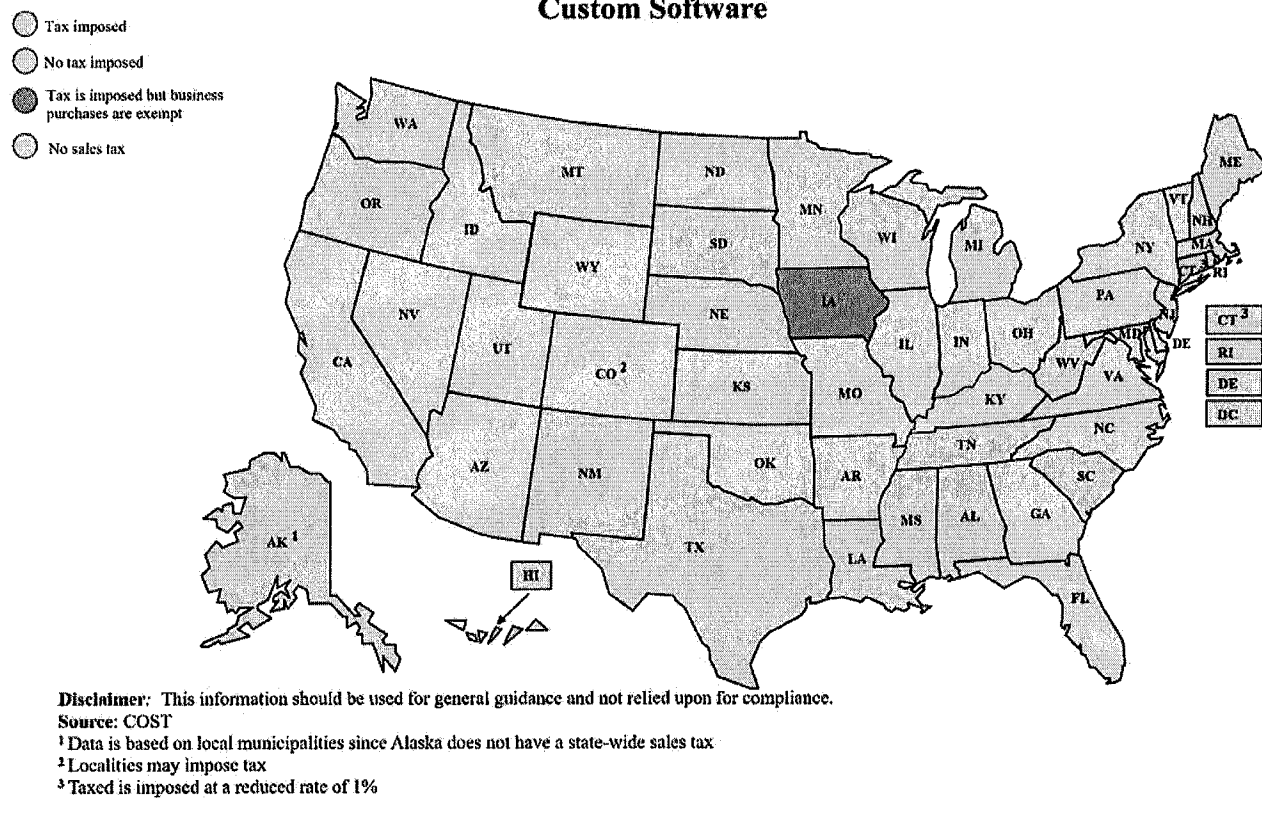 Custom Software
Tax imposed
No tax imposed
Tax is imposed but business
purchases are exempt
No sales tax
WA
MT
ND
MN
ME
OR
ID
SD
WI
MI
VT
NH
NY
MA
WY
CT 3
RI
NV
NE
IA
PA
NJ
CT 3
UT
IL
IN
OH
MD
DE
RI
CA
CO 2
KS
MO
WV
VA
DE
KY
DC
NC
AZ
NM
OK
AR
TN
SC
MS
AL
GA
AK 1
TX
LA
HI
FL
Disclaimer: This information should be used for general guidance and not relied upon for compliance.
Source: COST
1 Data is based on local municipalities since Alaska does not have a state-wide sales tax
2 Localities may impose tax
3 Taxed is imposed at a reduced rate of 1%